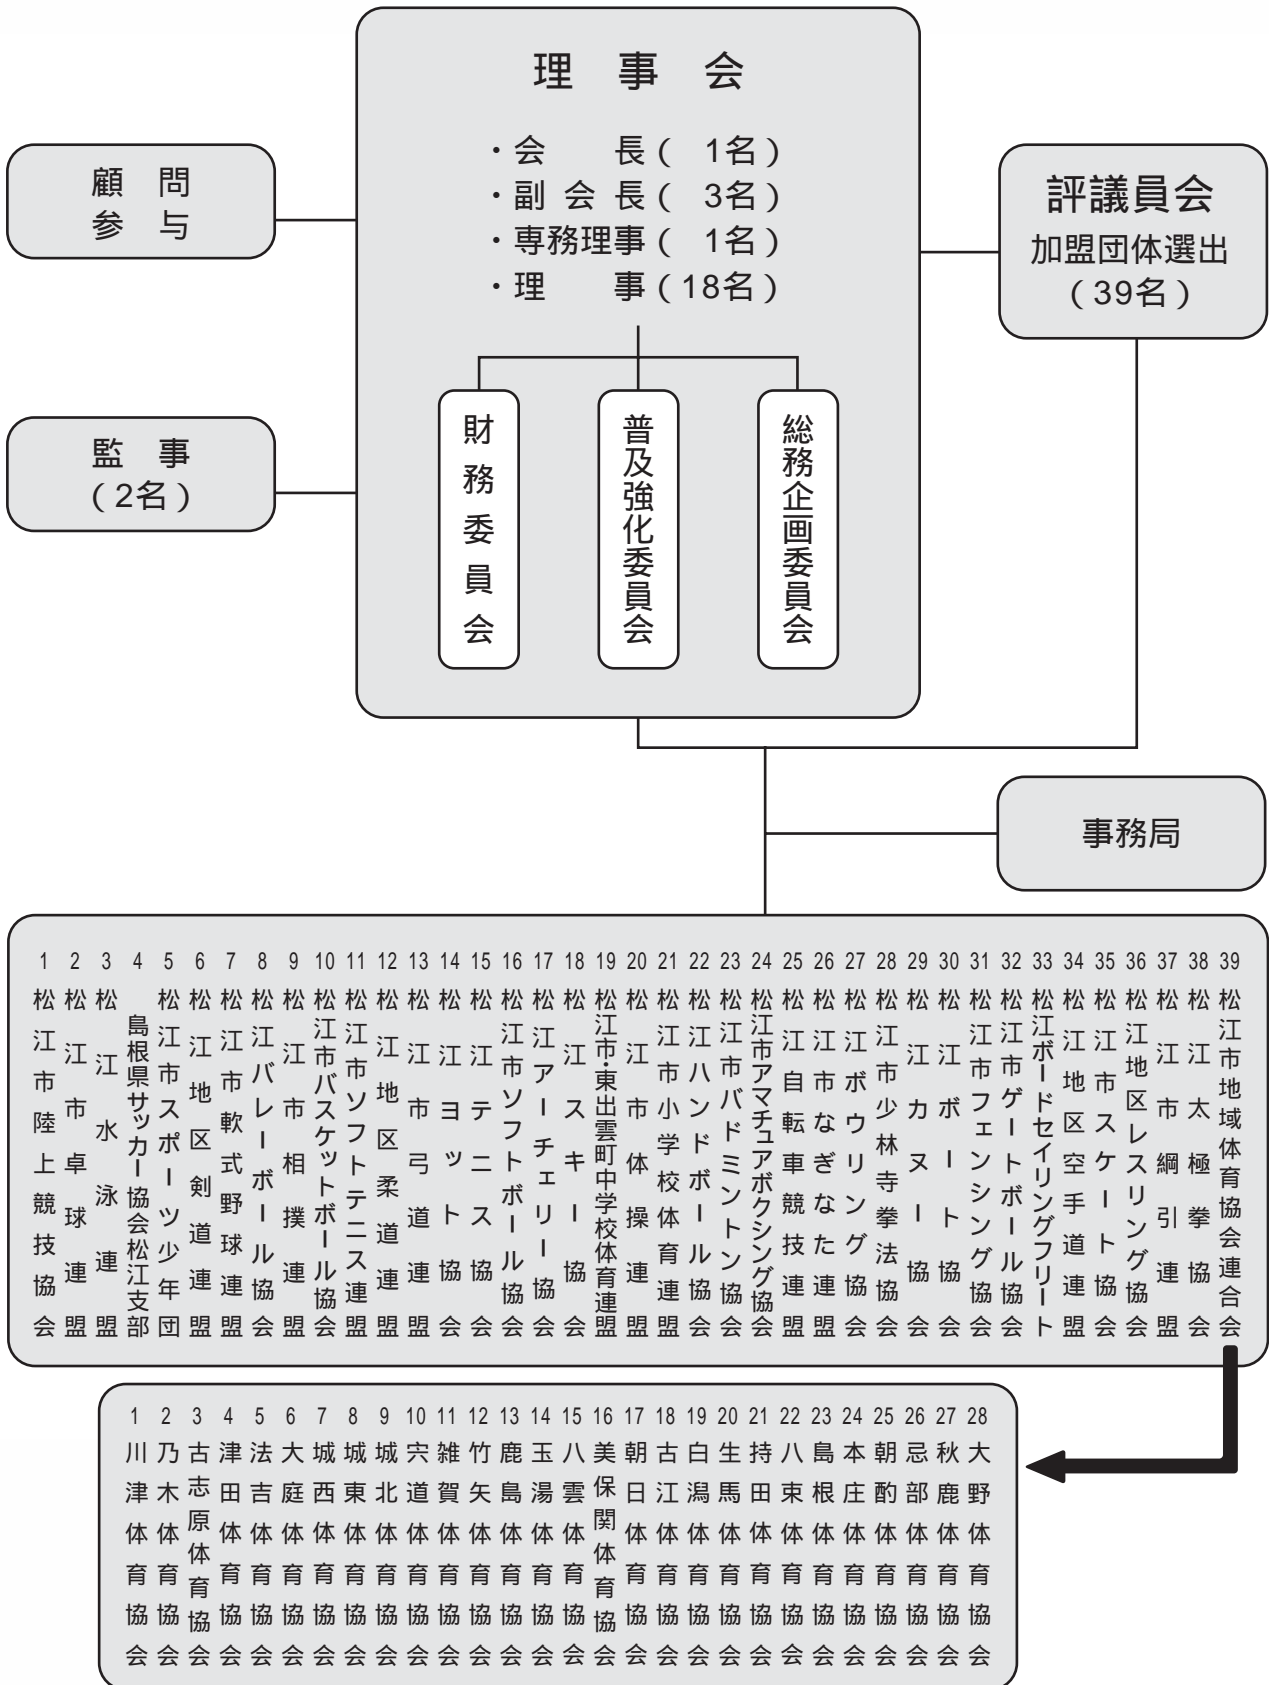 理事会
・会長(1名)
・副会長(3名)
・専務理事(1名)
・理事(18名)
顧問
参与
評議員会
加盟団体選出
(39名)
監事
(2名)
財務委員会
普及強化委員会
総務企画委員会
事務局
1 松江市陸上競技協会
2 松江市卓球連盟
3 松江水泳連盟
4 島根県サッカー協会松江支部
5 松江市スポーツ少年団
6 松江地区剣道連盟
7 松江市軟式野球連盟
8 松江バレーボール協会
9 松江市相撲連盟
10 松江市バスケットボール協会
11 松江市ソフトテニス連盟
12 松江地区柔道連盟
13 松江市弓道連盟
14 松江ヨット協会
15 松江テニス協会
16 松江市ソフトボール協会
17 松江アーチェリー協会
18 松江スキー協会
19 松江市・東出雲町中学校体育連盟
20 松江市体操連盟
21 松江市小学校体育連盟
22 松江ハンドボール協会
23 松江市バドミントン協会
24 松江市アマチュアボクシング協会
25 松江自転車競技連盟
26 松江市なぎなた連盟
27 松江ボウリング協会
28 松江市少林寺拳法協会
29 松江カヌー協会
30 松江ボート協会
31 松江市フェンシング協会
32 松江市ゲートボール協会
33 松江ボードセイリングフリート
34 松江地区空手道連盟
35 松江市スケート協会
36 松江地区レスリング協会
37 松江市綱引連盟
38 松江太極拳協会
39 松江市地域体育協会連合会
1 川津体育協会
2 乃木体育協会
3 古志原体育協会
4 津田体育協会
5 法吉体育協会
6 大庭体育協会
7 城西体育協会
8 城東体育協会
9 城北体育協会
10 宍道体育協会
11 雑賀体育協会
12 竹矢体育協会
13 鹿島体育協会
14 玉湯体育協会
15 八雲体育協会
16 美保関体育協会
17 朝日体育協会
18 古江体育協会
19 白潟体育協会
20 生馬体育協会
21 持田体育協会
22 八束体育協会
23 島根体育協会
24 本庄体育協会
25 朝酌体育協会
26 忌部体育協会
27 秋鹿体育協会
28 大野体育協会